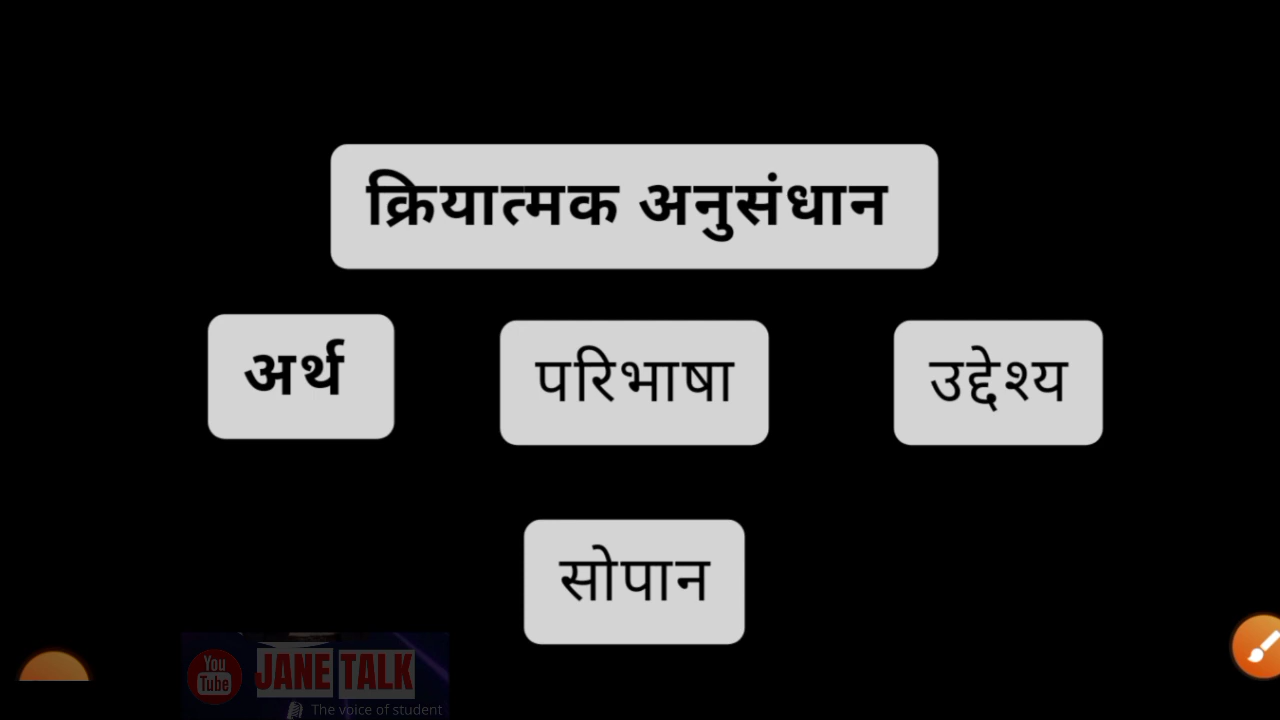 क्रियात्मक अनुसंधान
अर्थ
परिभाषा
उद्देश्य
सोपान
You
Tube
JANE TALK
The voice of student